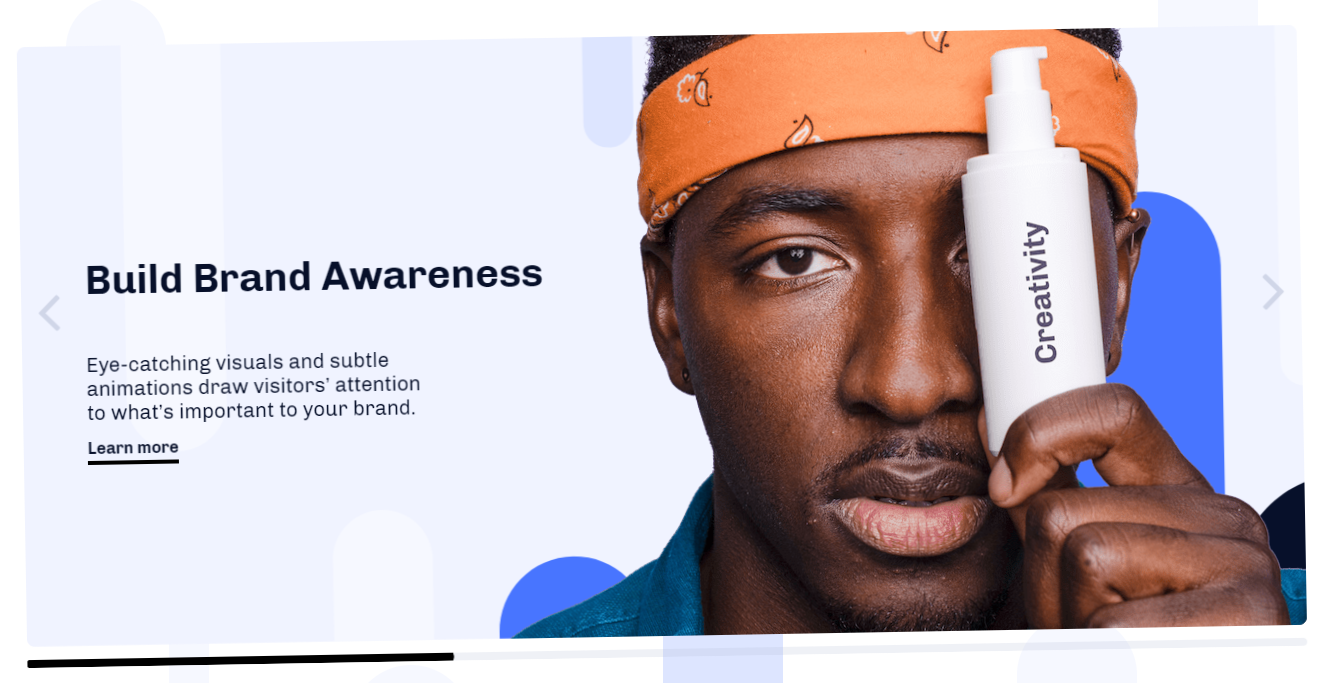 Build Brand Awareness
Eye-catching visuals and subtle
animations draw visitors’ attention
to what’s important to your brand.
Learn more
Creativity